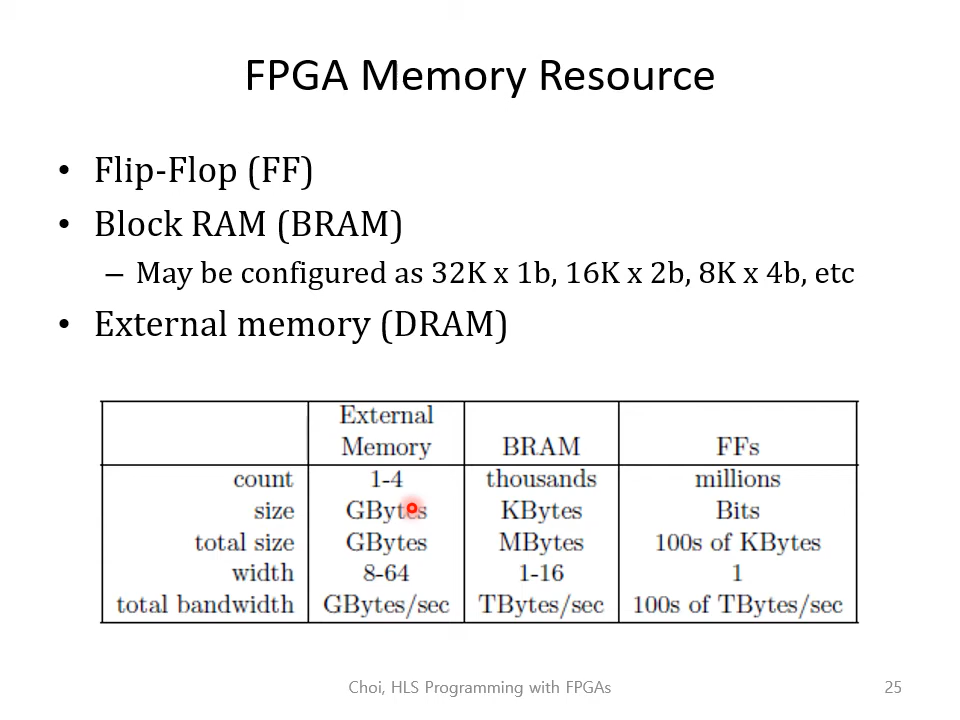 FPGA Memory Resource
• Flip-Flop (FF)
• Block RAM (BRAM)
– May be configured as 32K x 1b, 16K x 2b, 8K x 4b, etc
• External memory (DRAM)
External Memory BRAM FFs
count 1-4 thousands millions
size GBytes KBytes Bits
total size GBytes MBytes 100s of KBytes
width 8-64 1-16 1
total bandwidth GBytes/sec TBytes/sec 100s of TBytes/sec
Choi, HLS Programming with FPGAs 25